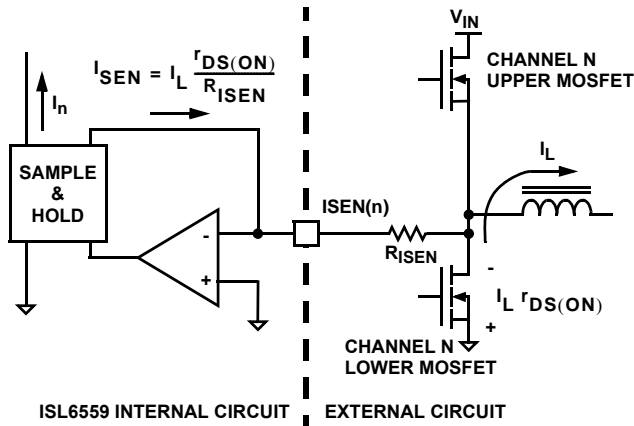 V_IN
CHANNEL N
UPPER MOSFET
I_SEN = I_L r_DS(ON) / R_ISEN
I_n
SAMPLE
&
HOLD
I_L
ISEN(n)
-
+
R_ISEN
-
I_L r_DS(ON)
+
CHANNEL N
LOWER MOSFET
ISL6559 INTERNAL CIRCUIT
EXTERNAL CIRCUIT